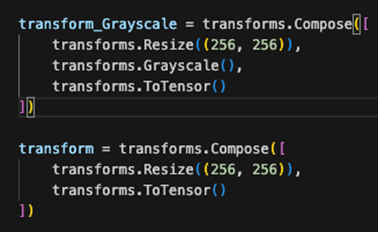 transform_Grayscale = transforms.Compose([
    transforms.Resize((256, 256)),
    transforms.Grayscale(),
    transforms.ToTensor()
])

transform = transforms.Compose([
    transforms.Resize((256, 256)),
    transforms.ToTensor()
])